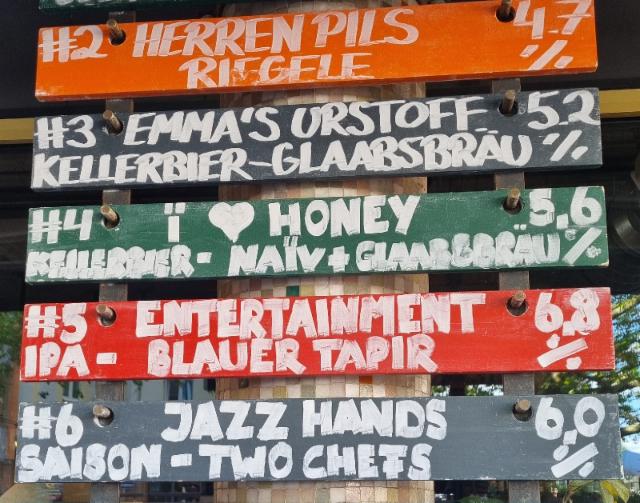 #2 HERREN PILS 4.7
RIEGELE %
#3 EMMA'S URSTOFF 5.2
KELLERBIER-GLAABSBRÄU %
#4 ï ♥ HONEY 5,6
KELLERBIER- NAÏV + GLAABSBRÄU %
#5 ENTERTAINMENT 6.8
IPA - BLAUER TAPIR %
#6 JAZZ HANDS 6.0
SAISON - TWO CHEFS %